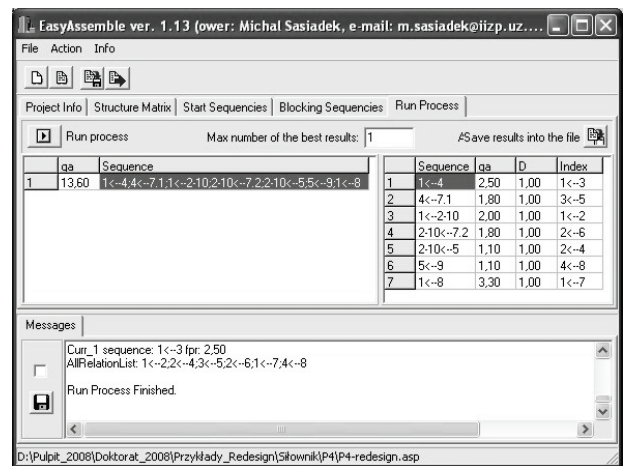 EasyAssemble ver. 1.13 (ower: Michal Sasiadek, e-mail: m.sasiadek@iizp.uz....
File Action Info
Project Info Structure Matrix Start Sequencies Blocking Sequencies Run Process
Run process Max number of the best results: 1 Save results into the file
qa Sequence
1 13,60 1<--4;4<--7.1;1<--2-10;2-10<--7.2;2-10<--5;5<--9;1<--8
Sequence qa D Index
1 1<--4 2,50 1,00 1<--3
2 4<--7.1 1,80 1,00 3<--5
3 1<--2-10 2,00 1,00 1<--2
4 2-10<--7.2 1,80 1,00 2<--6
5 2-10<--5 1,10 1,00 2<--4
6 5<--9 1,10 1,00 4<--8
7 1<--8 3,30 1,00 1<--7
Messages
Curr_1 sequence: 1<--3 fpr: 2,50
AllRelationList: 1<--2;2<--4;3<--5;2<--6;1<--7;4<--8
Run Process Finished.
D:\Pulpit_2008\Doktorat_2008\Przykłady_Redesign\Siłownik\P4\P4-redesign.asp